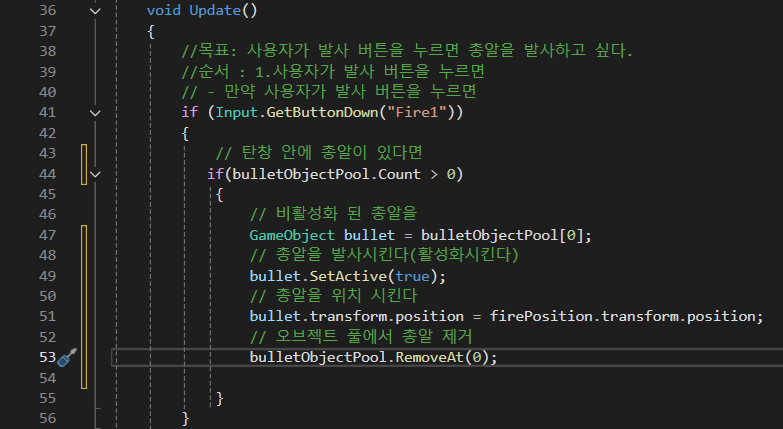 36 void Update()
37 {
38 //목표: 사용자가 발사 버튼을 누르면 총알을 발사하고 싶다.
39 //순서 : 1.사용자가 발사 버튼을 누르면
40 // - 만약 사용자가 발사 버튼을 누르면
41 if (Input.GetButtonDown("Fire1"))
42 {
43 // 탄창 안에 총알이 있다면
44 if(bulletObjectPool.Count > 0)
45 {
46 // 비활성화 된 총알을
47 GameObject bullet = bulletObjectPool[0];
48 // 총알을 발사시킨다(활성화시킨다)
49 bullet.SetActive(true);
50 // 총알을 위치 시킨다
51 bullet.transform.position = firePosition.transform.position;
52 // 오브젝트 풀에서 총알 제거
53 bulletObjectPool.RemoveAt(0);
54
55 }
56 }